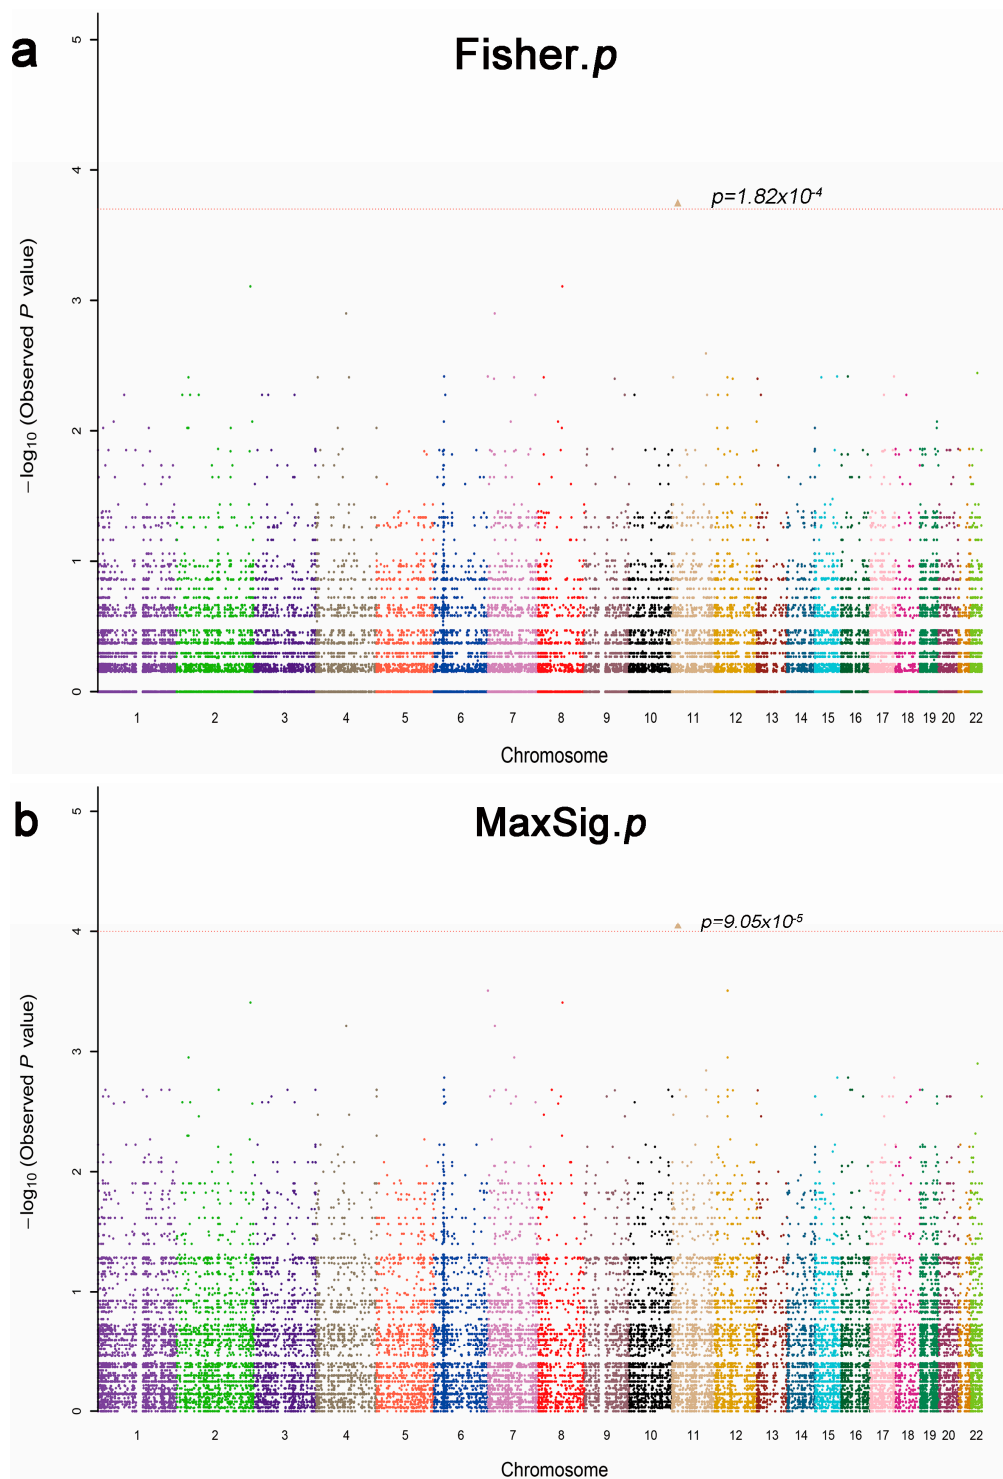 a
Fisher.p
5
4
p=1.82x10-4
3
2
1
0
−log10 (Observed P value)
1 2 3 4 5 6 7 8 9 10 11 12 13 14 15 16 17 18 19 20 22
Chromosome
b
MaxSig.p
5
4
p=9.05x10-5
3
2
1
0
−log10 (Observed P value)
1 2 3 4 5 6 7 8 9 10 11 12 13 14 15 16 17 18 19 20 22
Chromosome